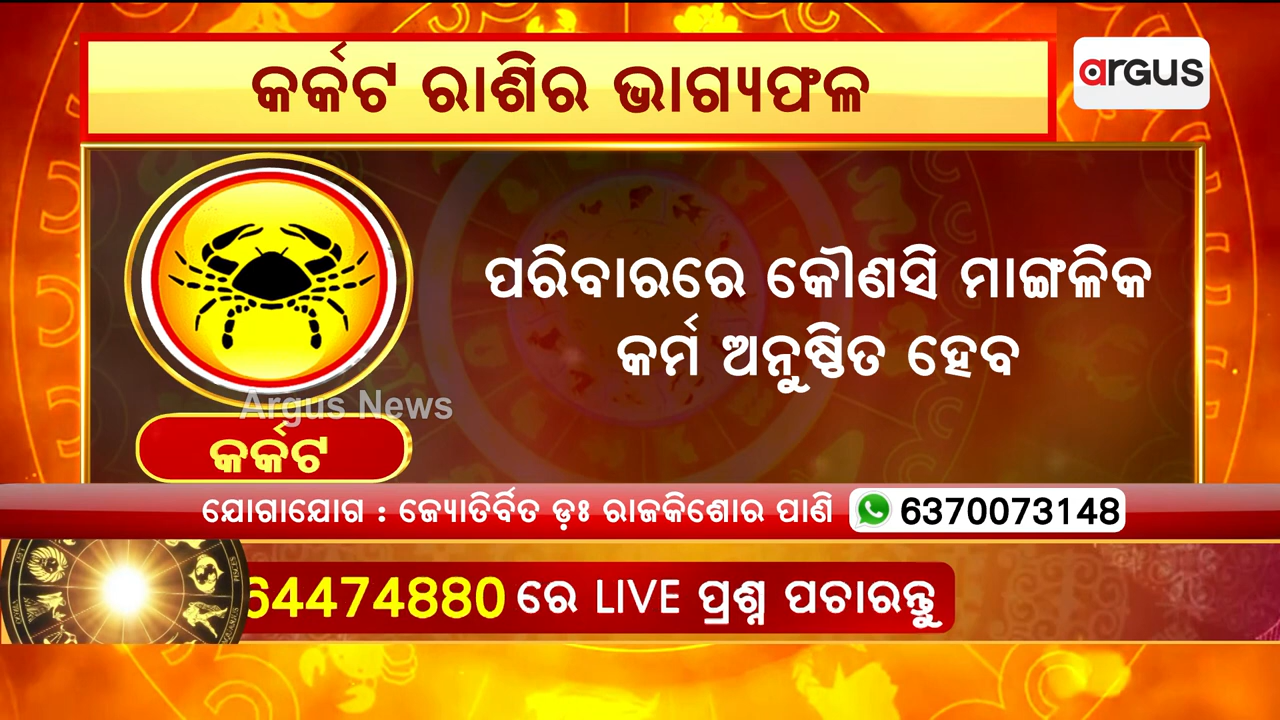 କର୍କଟ ରାଶିର ଭାଗ୍ୟଫଳ
argus
ପରିବାରରେ କୌଣସି ମାଙ୍ଗଳିକ
କର୍ମ ଅନୁଷ୍ଠିତ ହେବ
Argus News
କର୍କଟ
ଯୋଗାଯୋଗ : ଜ୍ୟୋତିର୍ବିତ ଡ଼ଃ ରାଜକିଶୋର ପାଣି 6370073148
64474880 ରେ LIVE ପ୍ରଶ୍ନ ପଚାରନ୍ତୁ